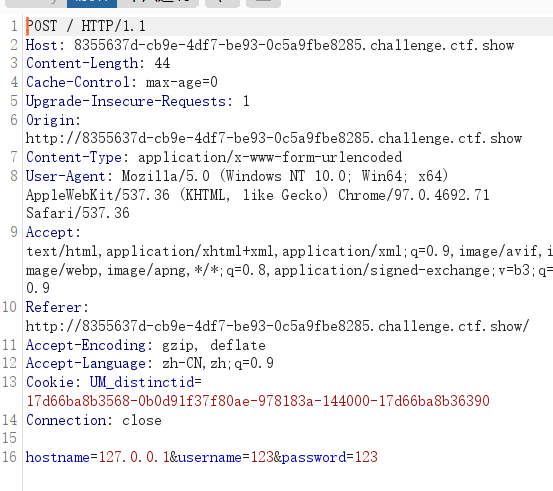 1 POST / HTTP/1.1
2 Host: 8355637d-cb9e-4df7-be93-0c5a9fbe8285.challenge.ctf.show
3 Content-Length: 44
4 Cache-Control: max-age=0
5 Upgrade-Insecure-Requests: 1
6 Origin:
http://8355637d-cb9e-4df7-be93-0c5a9fbe8285.challenge.ctf.show
7 Content-Type: application/x-www-form-urlencoded
8 User-Agent: Mozilla/5.0 (Windows NT 10.0; Win64; x64)
AppleWebKit/537.36 (KHTML, like Gecko) Chrome/97.0.4692.71
Safari/537.36
9 Accept:
text/html,application/xhtml+xml,application/xml;q=0.9,image/avif,i
mage/webp,image/apng,*/*;q=0.8,application/signed-exchange;v=b3;q=
0.9
10 Referer:
http://8355637d-cb9e-4df7-be93-0c5a9fbe8285.challenge.ctf.show/
11 Accept-Encoding: gzip, deflate
12 Accept-Language: zh-CN,zh;q=0.9
13 Cookie: UM_distinctid=
17d66ba8b3568-0b0d91f37f80ae-978183a-144000-17d66ba8b36390
14 Connection: close
15
16 hostname=127.0.0.1&username=123&password=123